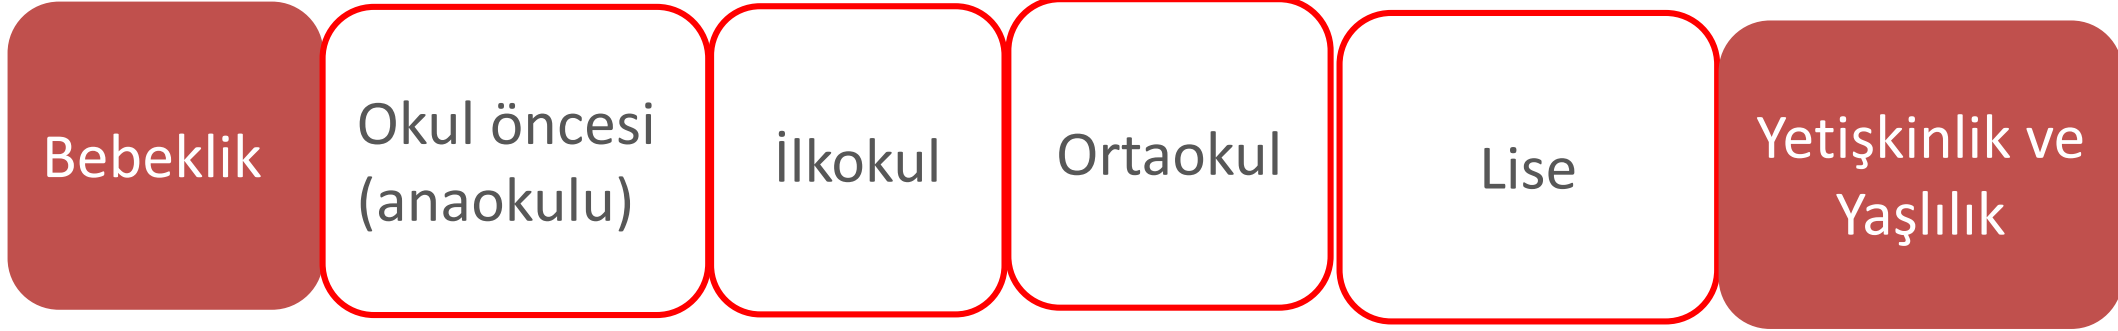 Bebeklik
Okul öncesi
(anaokulu)
İlkokul
Ortaokul
Lise
Yetişkinlik ve
Yaşlılık